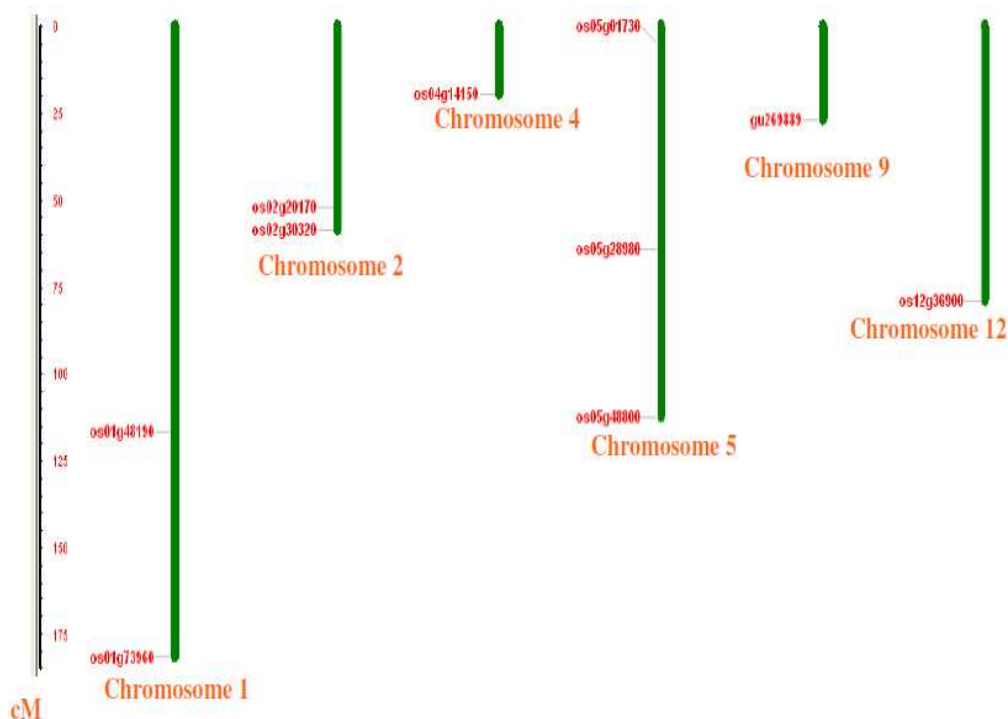 0
25
50
75
100
125
150
175
cM
os01g48190
os01g73960
Chromosome 1
os02g20170
os02g30320
Chromosome 2
os04g14150
Chromosome 4
os05g01730
os05g28980
os05g48800
Chromosome 5
gu269889
Chromosome 9
os12g36900
Chromosome 12